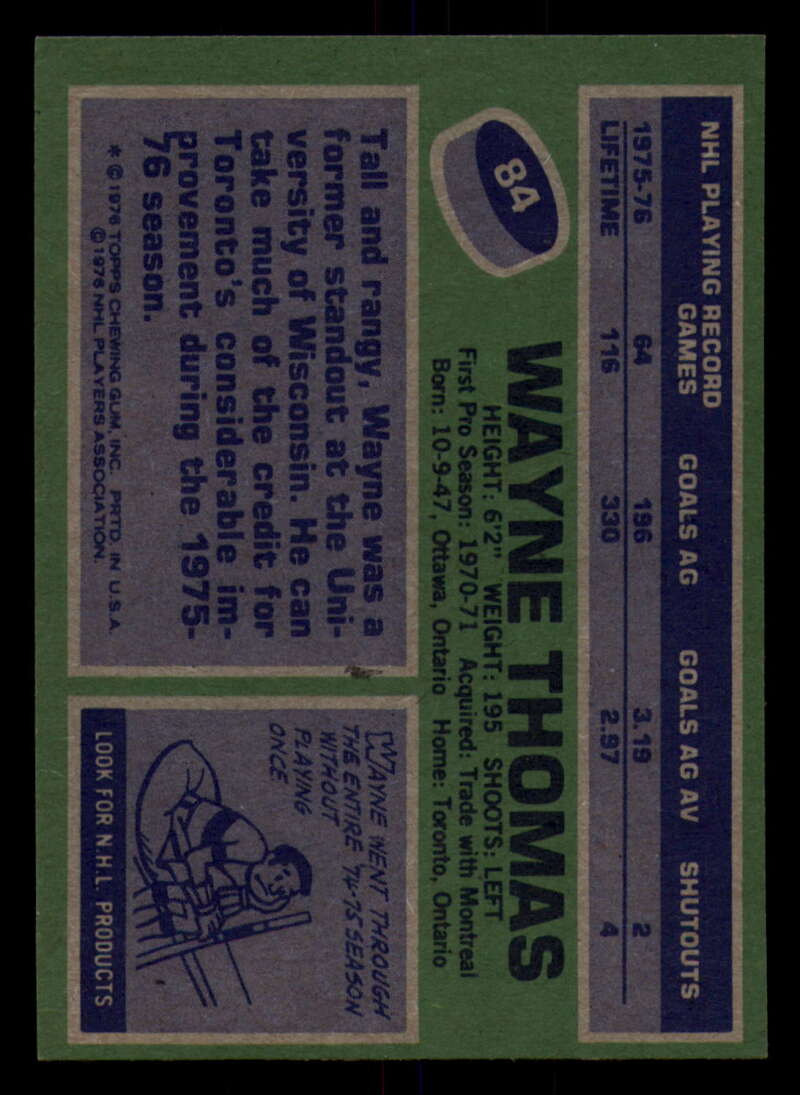 NHL PLAYING RECORD
GAMES GOALS AG GOALS AG AV SHUTOUTS
1975-76 64 196 3.19 2
LIFETIME 116 330 2.97 4
84
WAYNE THOMAS
HEIGHT: 6'2" WEIGHT: 195 SHOOTS: LEFT
First Pro Season: 1970-71 Acquired: Trade with Montreal
Born: 10-9-47, Ottawa, Ontario Home: Toronto, Ontario
Tall and rangy, Wayne was a
former standout at the Uni-
versity of Wisconsin. He can
take much of the credit for
Toronto's considerable im-
provement during the 1975-
76 season.
* © 1976 TOPPS CHEWING GUM, INC. PRTD. IN U.S.A.
© 1976 NHL PLAYERS ASSOCIATION.
WAYNE WENT THROUGH
THE ENTIRE '74-75 SEASON
WITHOUT
PLAYING
ONCE
LOOK FOR N.H.L. PRODUCTS